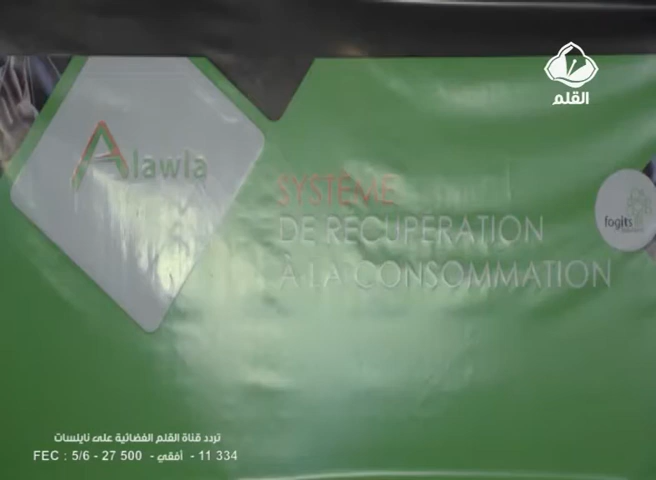 القلم
Alawla
SYSTÈME
DE RECUPÉRATION
À LA CONSOMMATION
fogits
تردد قناة القلم الفضائية على نايلسات
FEC : 5/6 - 27 500 - أفقي - 11 334